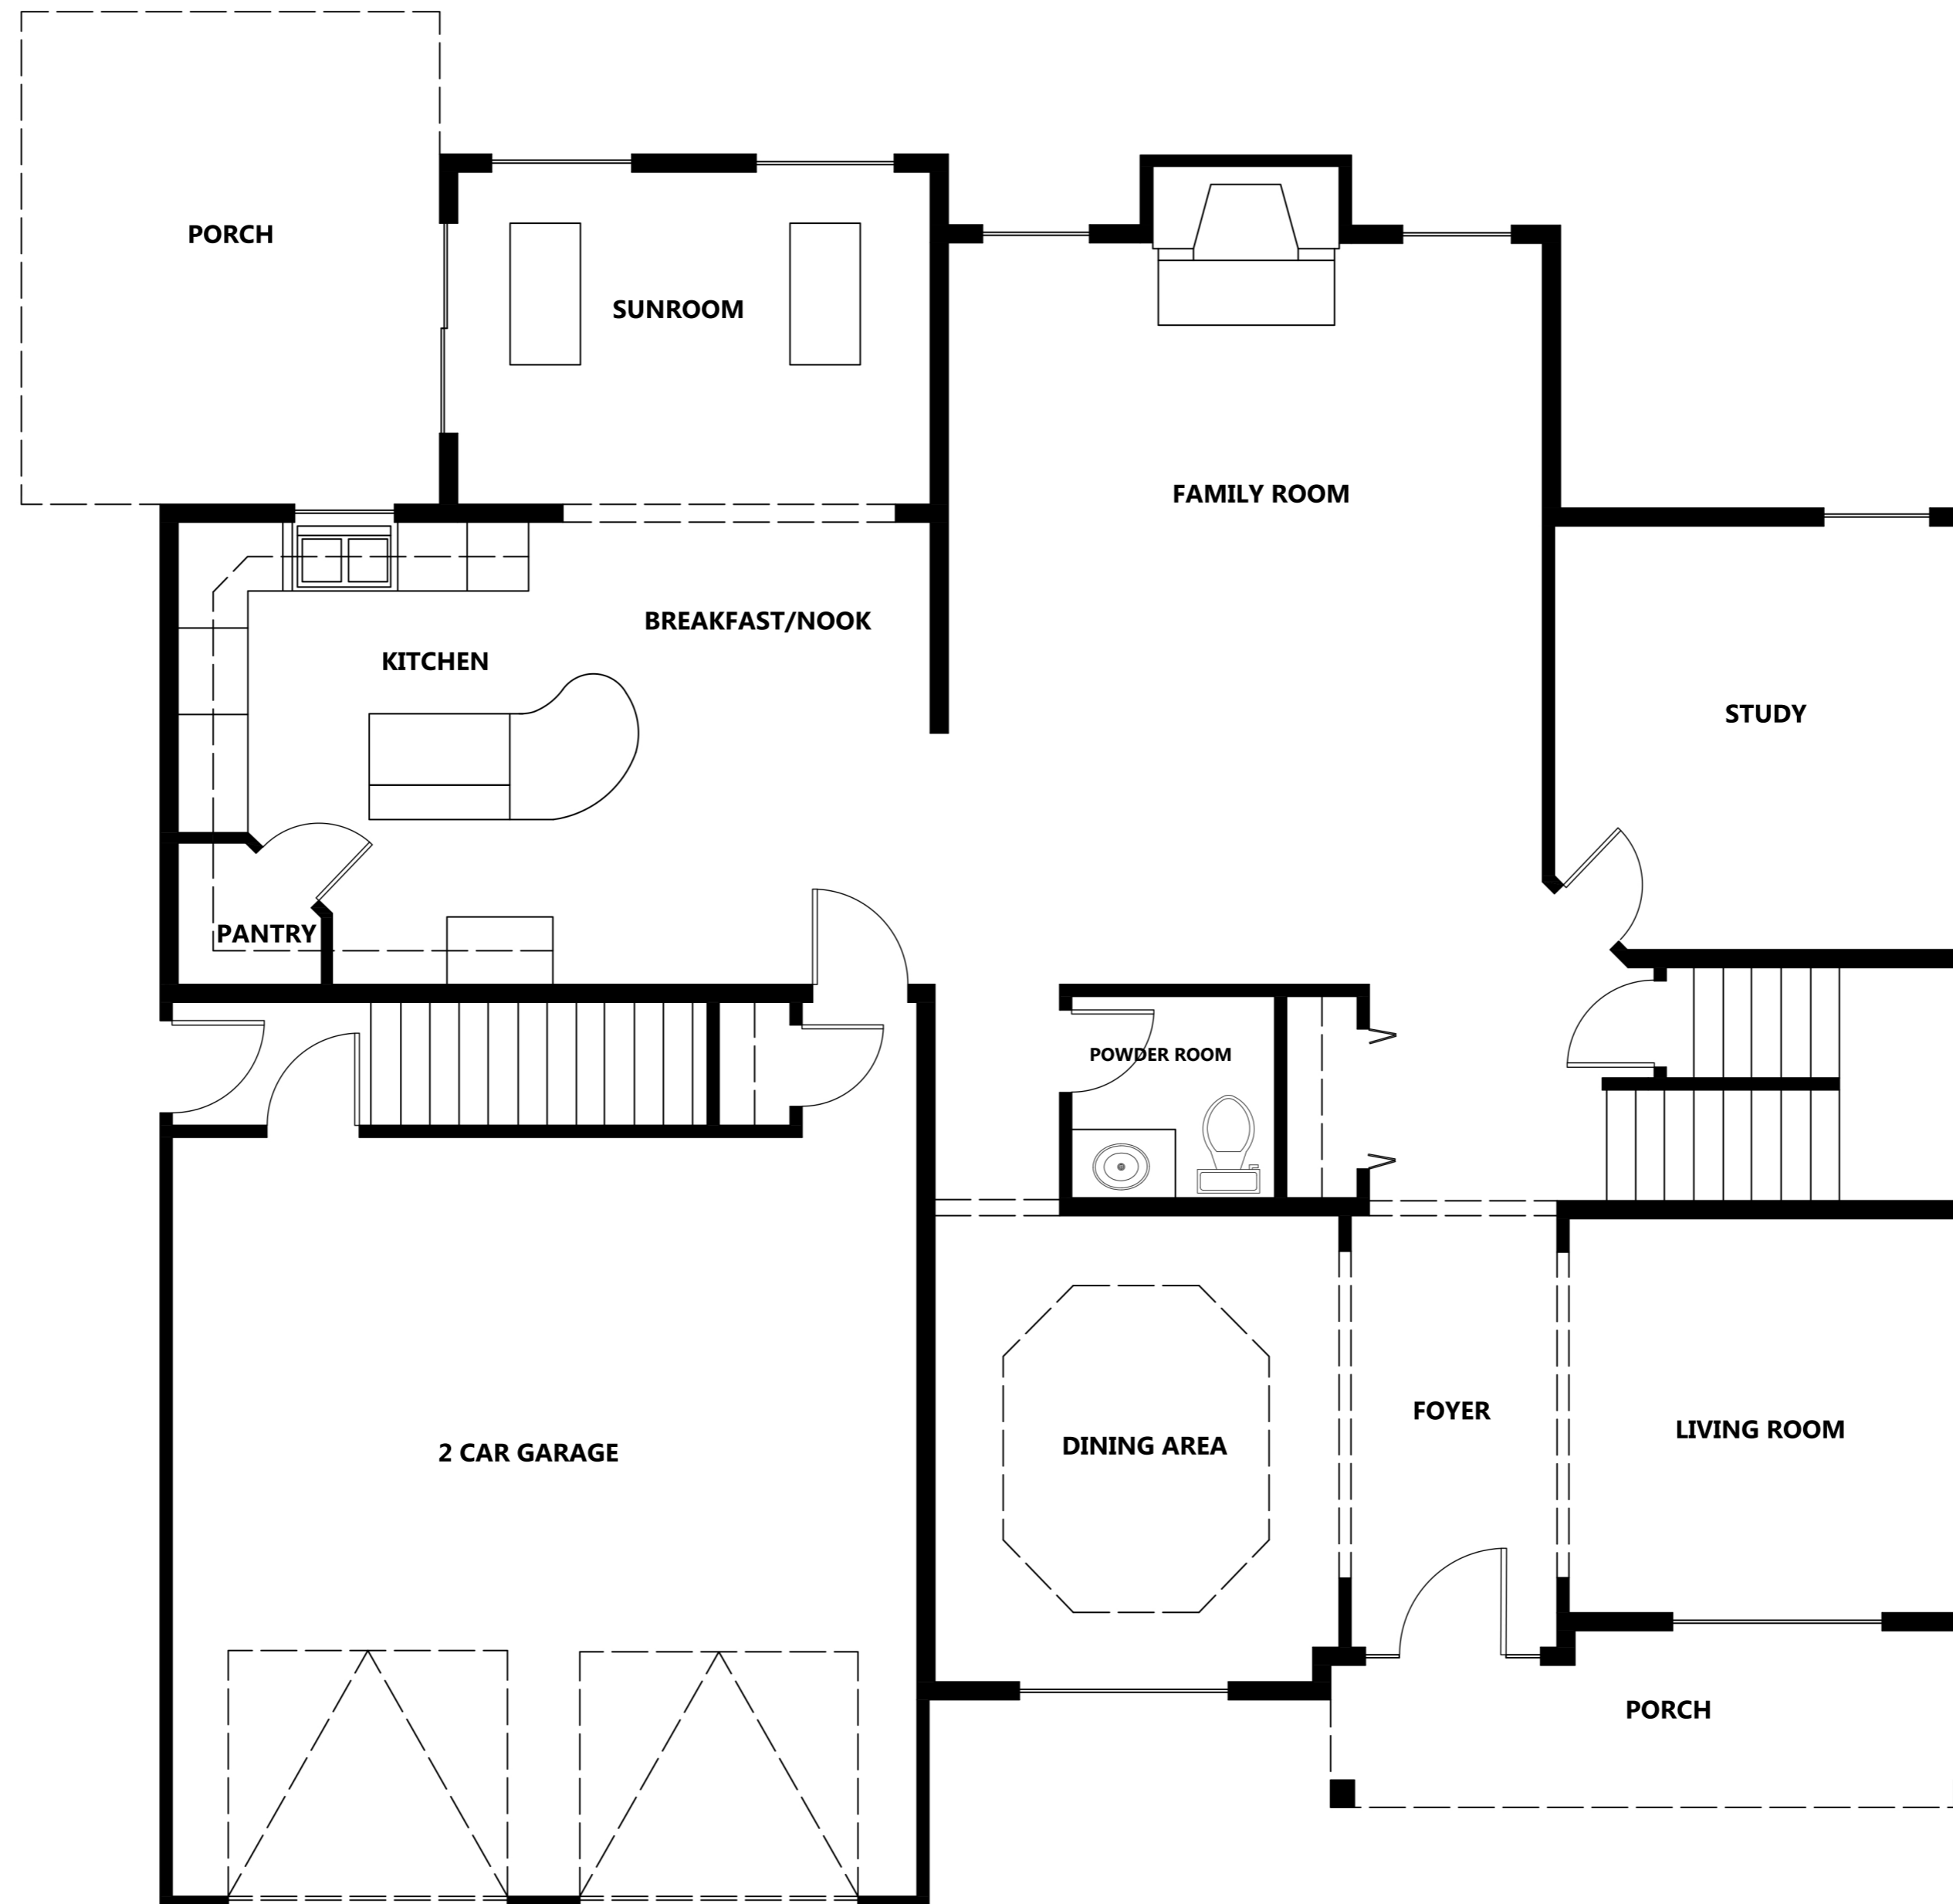 PORCH
SUNROOM
FAMILY ROOM
BREAKFAST/NOOK
KITCHEN
STUDY
PANTRY
POWDER ROOM
FOYER
LIVING ROOM
DINING AREA
2 CAR GARAGE
PORCH